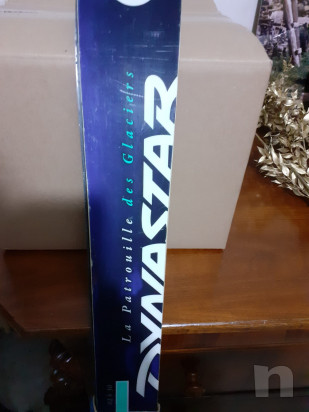 La Patrouille des Glaciers
DYNASTAR
n